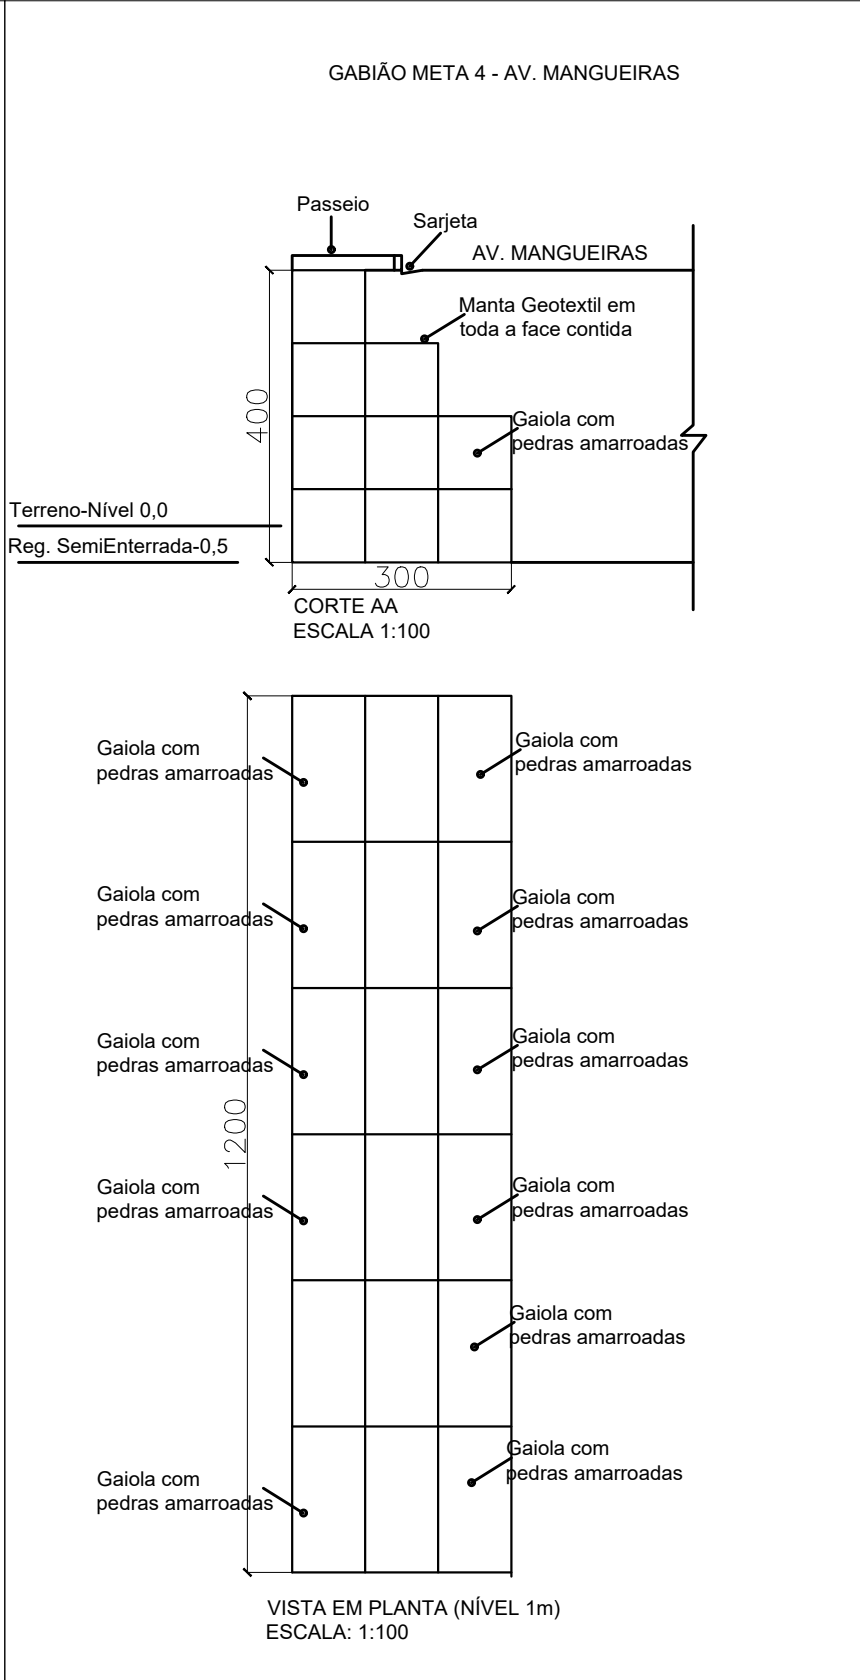 GABIÃO META 4 - AV. MANGUEIRAS
Passeio
Sarjeta
AV. MANGUEIRAS
Manta Geotextil em
toda a face contida
400
Gaiola com
pedras amarroadas
Terreno-Nível 0,0
Reg. SemiEnterrada-0,5
300
CORTE AA
ESCALA 1:100
Gaiola com
pedras amarroadas
Gaiola com
pedras amarroadas
Gaiola com
pedras amarroadas
Gaiola com
pedras amarroadas
Gaiola com
pedras amarroadas
Gaiola com
pedras amarroadas
1200
Gaiola com
pedras amarroadas
Gaiola com
pedras amarroadas
Gaiola com
pedras amarroadas
Gaiola com
pedras amarroadas
Gaiola com
pedras amarroadas
VISTA EM PLANTA (NÍVEL 1m)
ESCALA: 1:100